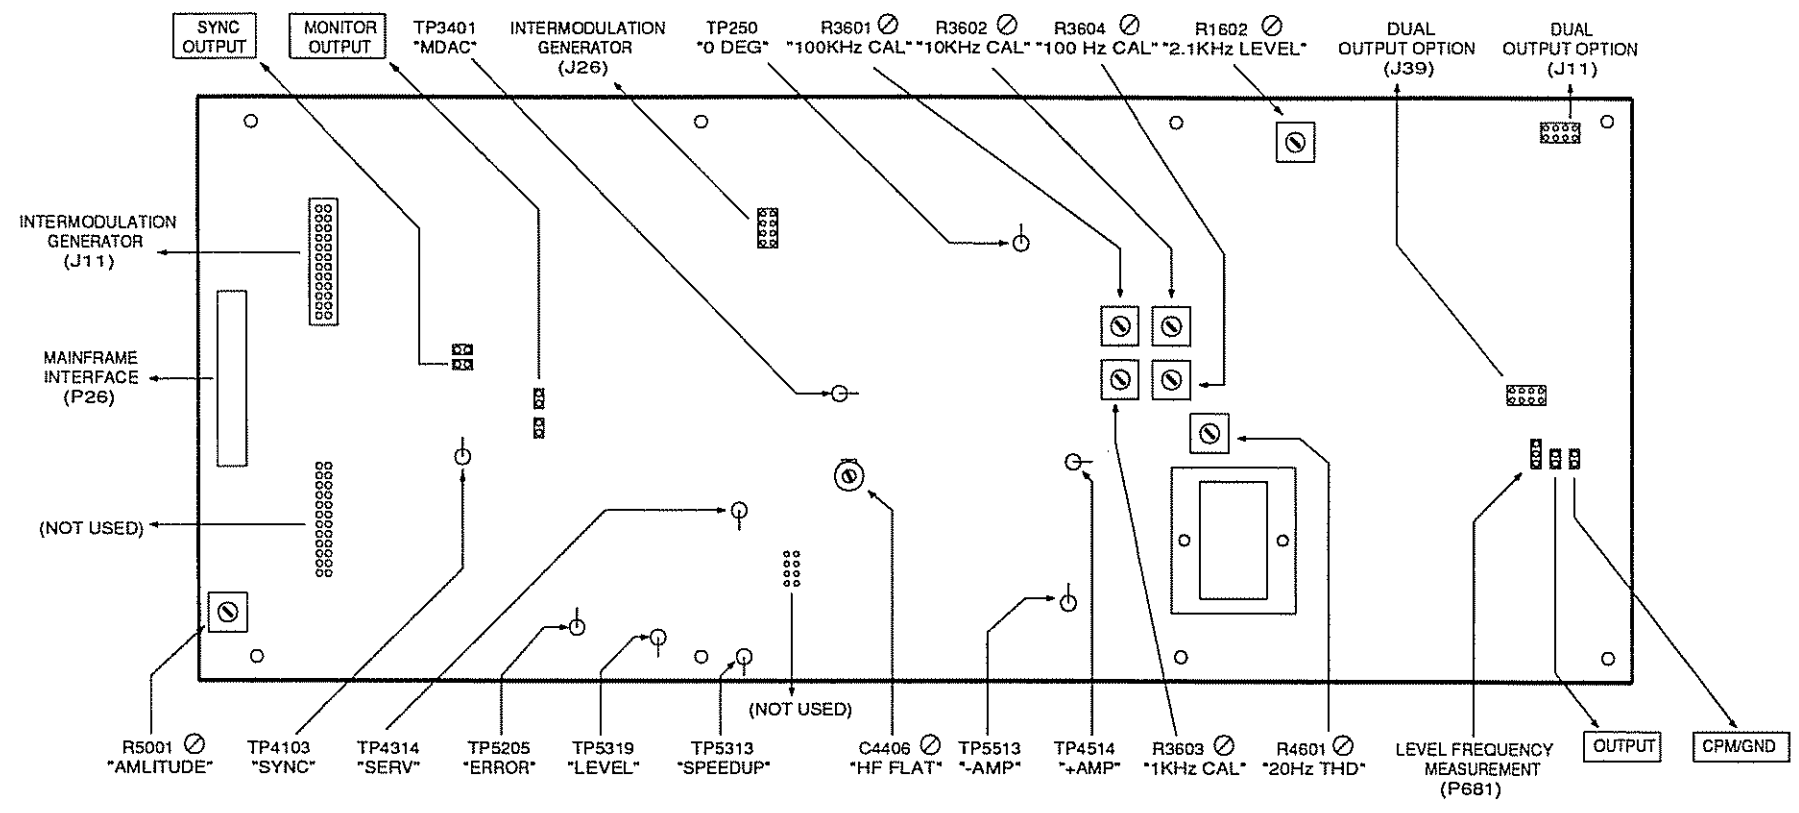 SYNC
OUTPUT
MONITOR
OUTPUT
TP3401
"MDAC"
INTERMODULATION
GENERATOR
(J26)
TP250
"0 DEG"
R3601
"100KHz CAL"
R3602
"10KHz CAL"
R3604
"100 Hz CAL"
R1602
"2.1KHz LEVEL"
DUAL
OUTPUT OPTION
(J39)
DUAL
OUTPUT OPTION
(J11)
INTERMODULATION
GENERATOR
(J11)
MAINFRAME
INTERFACE
(P26)
(NOT USED)
(NOT USED)
R5001
"AMLITUDE"
TP4103
"SYNC"
TP4314
"SERV"
TP5205
"ERROR"
TP5319
"LEVEL"
TP5313
"SPEEDUP"
C4406
"HF FLAT"
TP5513
"-AMP"
TP4514
"+AMP"
R3603
"1KHz CAL"
R4601
"20Hz THD"
LEVEL FREQUENCY
MEASUREMENT
(P681)
OUTPUT
CPM/GND